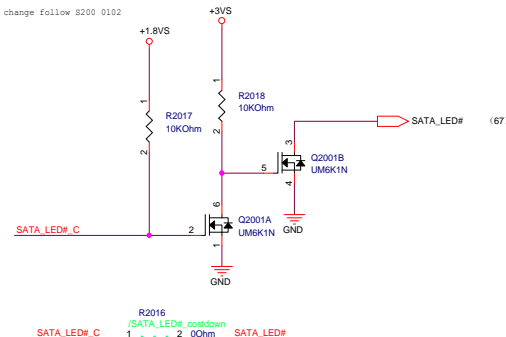 change follow S200 0102
+3VS
+1.8VS
1
R2018
10KOhm
2
1
R2017
10KOhm
2
SATA_LED#
(67
3
5
Q2001B
UM6K1N
4
6
GND
SATA_LED#_C
2
Q2001A
UM6K1N
1
GND
R2016
/SATA_LED#_costdown
SATA_LED#_C
1
2
0Ohm
SATA_LED#